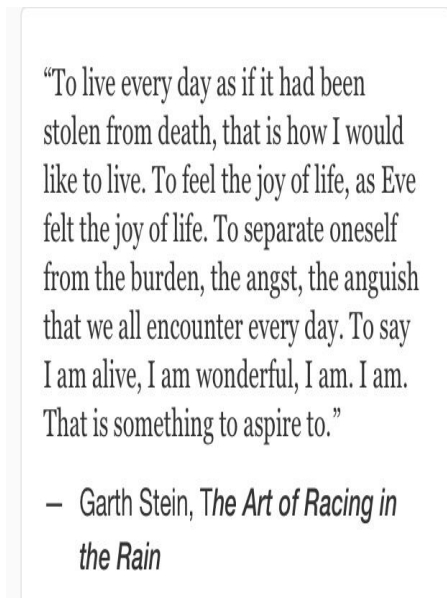 “To live every day as if it had been
stolen from death, that is how I would
like to live. To feel the joy of life, as Eve
felt the joy of life. To separate oneself
from the burden, the angst, the anguish
that we all encounter every day. To say
I am alive, I am wonderful, I am. I am.
That is something to aspire to.”
– Garth Stein, The Art of Racing in
the Rain